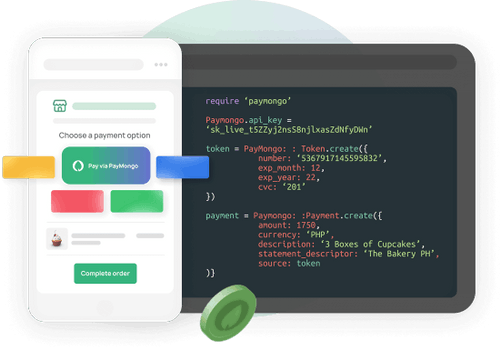 Choose a payment option
Pay via PayMongo
Complete order
require ‘paymongo’
Paymongo.api_key =
‘sk_live_tSZZyj2nsS8njlxasZdNfyDWn’
token = PayMongo: : Token.create({
number: ‘5367917145595832’,
exp_month: 12,
exp_year: 22,
cvc: ‘201’
})
payment = Paymongo: :Payment.create({
amount: 1750,
currency: ‘PHP’,
description: ‘3 Boxes of Cupcakes’,
statement_descriptor: ‘The Bakery PH’,
source: token
)}